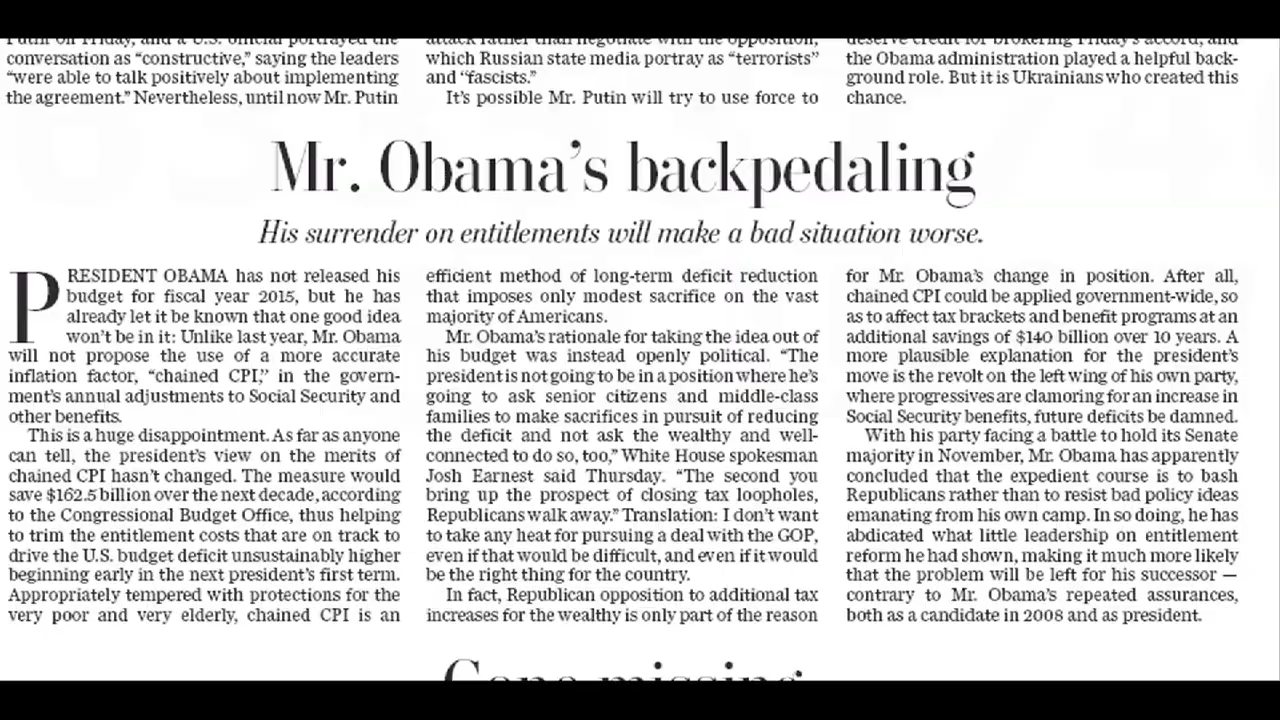 Putin on Friday, and a U.S. official portrayed the
conversation as “constructive,” saying the leaders
“were able to talk positively about implementing
the agreement.” Nevertheless, until now Mr. Putin
attack rather than negotiate with the opposition,
which Russian state media portray as “terrorists”
and “fascists.”
It’s possible Mr. Putin will try to use force to
deserve credit for brokering Friday’s accord, and
the Obama administration played a helpful back-
ground role. But it is Ukrainians who created this
chance.
Mr. Obama’s backpedaling
His surrender on entitlements will make a bad situation worse.
PRESIDENT OBAMA has not released his
budget for fiscal year 2015, but he has
already let it be known that one good idea
won’t be in it: Unlike last year, Mr. Obama
will not propose the use of a more accurate
inflation factor, “chained CPI,” in the govern-
ment’s annual adjustments to Social Security and
other benefits.
This is a huge disappointment. As far as anyone
can tell, the president’s view on the merits of
chained CPI hasn’t changed. The measure would
save $162.5 billion over the next decade, according
to the Congressional Budget Office, thus helping
to trim the entitlement costs that are on track to
drive the U.S. budget deficit unsustainably higher
beginning early in the next president’s first term.
Appropriately tempered with protections for the
very poor and very elderly, chained CPI is an
efficient method of long-term deficit reduction
that imposes only modest sacrifice on the vast
majority of Americans.
Mr. Obama’s rationale for taking the idea out of
his budget was instead openly political. “The
president is not going to be in a position where he’s
going to ask senior citizens and middle-class
families to make sacrifices in pursuit of reducing
the deficit and not ask the wealthy and well-
connected to do so, too,” White House spokesman
Josh Earnest said Thursday. “The second you
bring up the prospect of closing tax loopholes,
Republicans walk away.” Translation: I don’t want
to take any heat for pursuing a deal with the GOP,
even if that would be difficult, and even if it would
be the right thing for the country.
In fact, Republican opposition to additional tax
increases for the wealthy is only part of the reason
for Mr. Obama’s change in position. After all,
chained CPI could be applied government-wide, so
as to affect tax brackets and benefit programs at an
additional savings of $140 billion over 10 years. A
more plausible explanation for the president’s
move is the revolt on the left wing of his own party,
where progressives are clamoring for an increase in
Social Security benefits, future deficits be damned.
With his party facing a battle to hold its Senate
majority in November, Mr. Obama has apparently
concluded that the expedient course is to bash
Republicans rather than to resist bad policy ideas
emanating from his own camp. In so doing, he has
abdicated what little leadership on entitlement
reform he had shown, making it much more likely
that the problem will be left for his successor —
contrary to Mr. Obama’s repeated assurances,
both as a candidate in 2008 and as president.
Gone missing